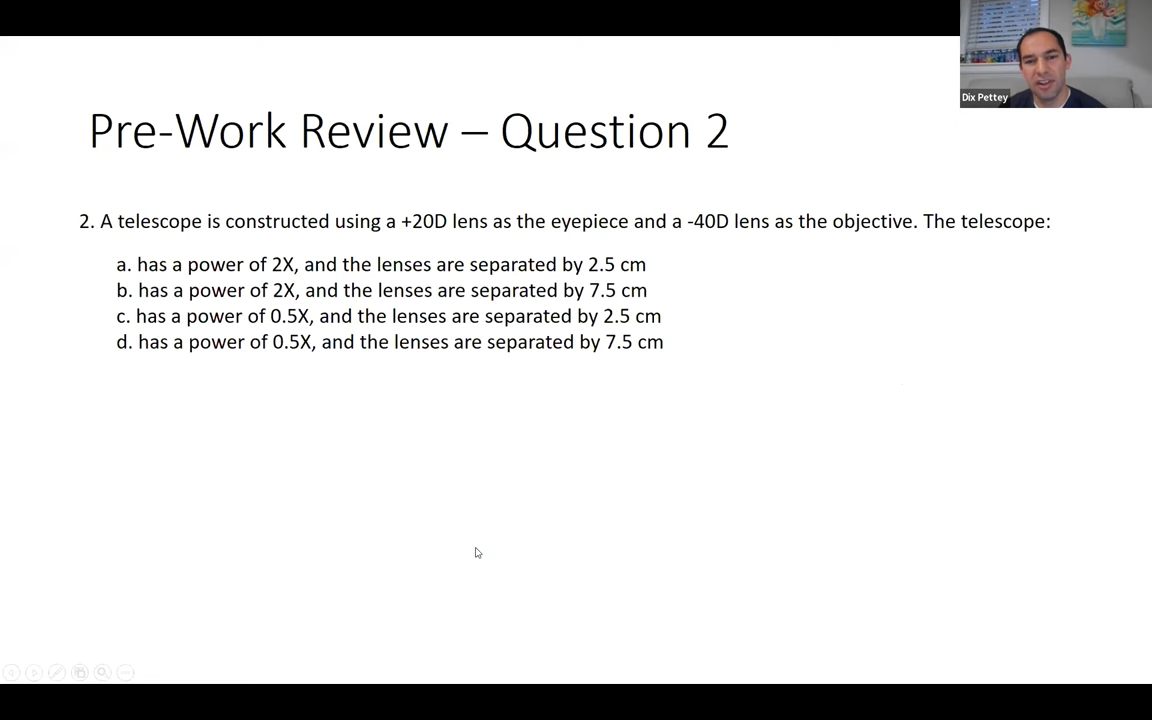 Dix Pettey
Pre-Work Review – Question 2
2. A telescope is constructed using a +20D lens as the eyepiece and a -40D lens as the objective. The telescope:
a. has a power of 2X, and the lenses are separated by 2.5 cm
b. has a power of 2X, and the lenses are separated by 7.5 cm
c. has a power of 0.5X, and the lenses are separated by 2.5 cm
d. has a power of 0.5X, and the lenses are separated by 7.5 cm